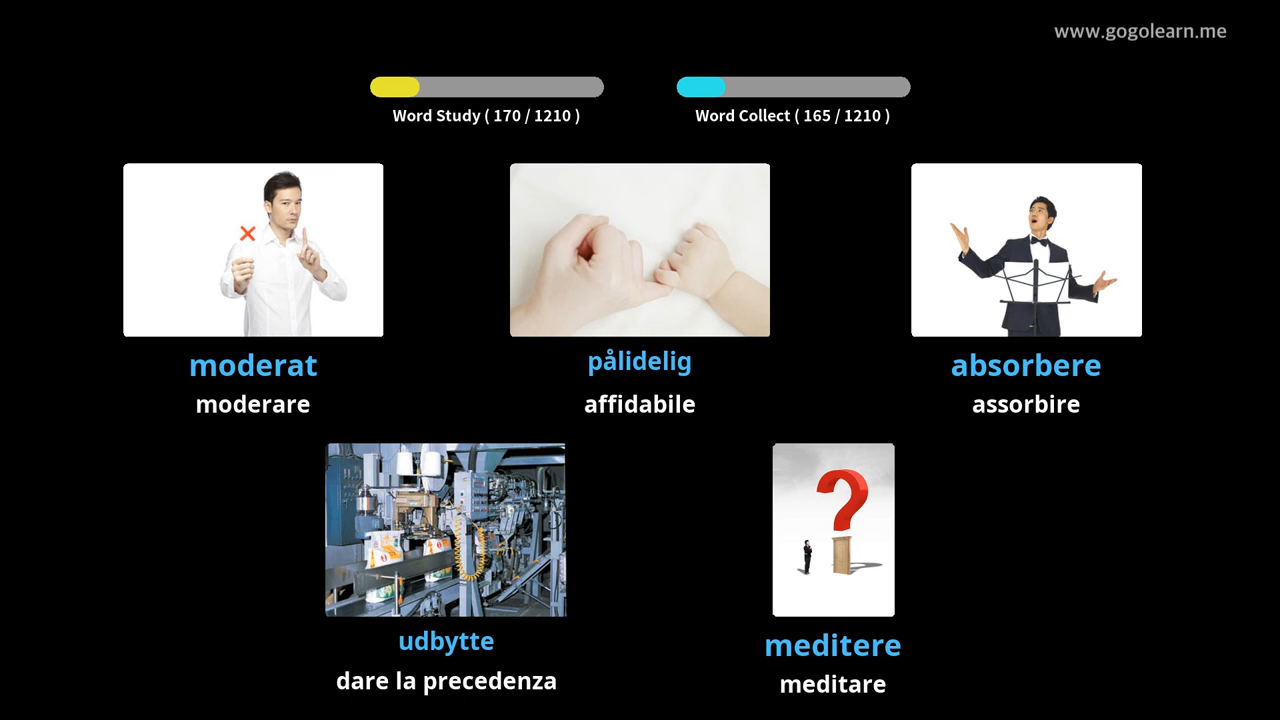 www.gogolearn.me
Word Study ( 170 / 1210 )
Word Collect ( 165 / 1210 )
moderat
moderare
pålidelig
affidabile
absorbere
assorbire
udbytte
dare la precedenza
meditere
meditare